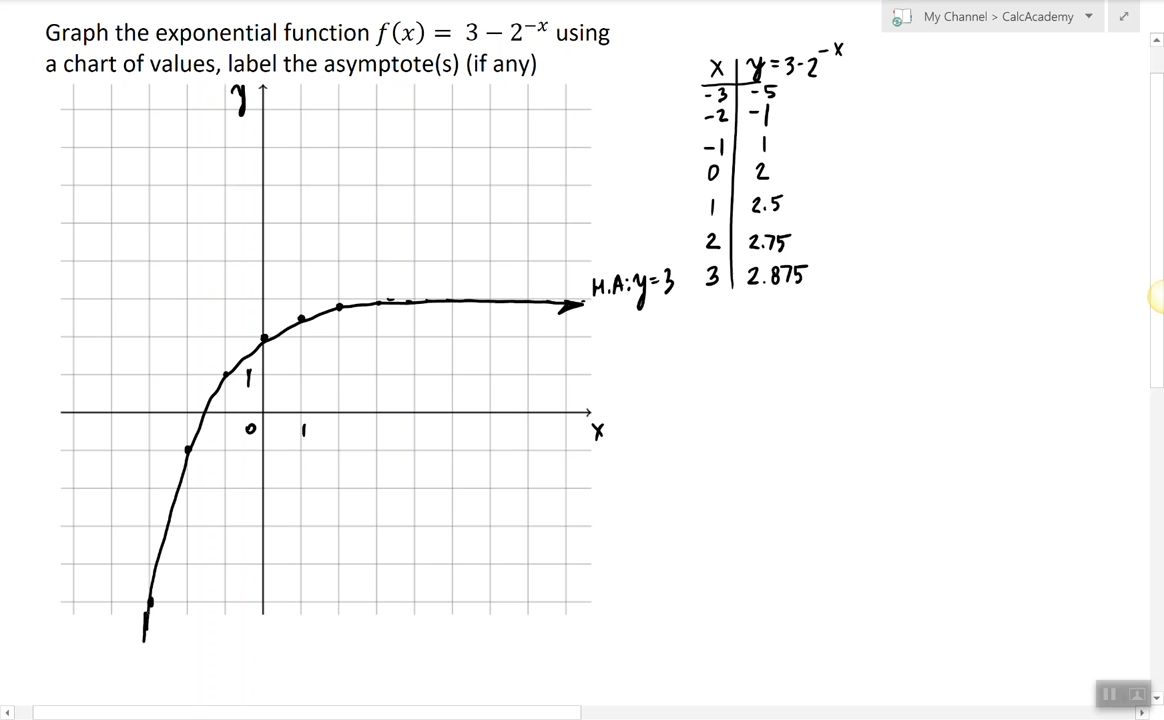 My Channel > CalcAcademy
Graph the exponential function f(x) = 3 − 2⁻ˣ using
a chart of values, label the asymptote(s) (if any)
x | y = 3-2⁻ˣ
-3 | -5
-2 | -1
-1 | 1
0 | 2
1 | 2.5
2 | 2.75
3 | 2.875
y
H.A: y=3
1
0 1
x